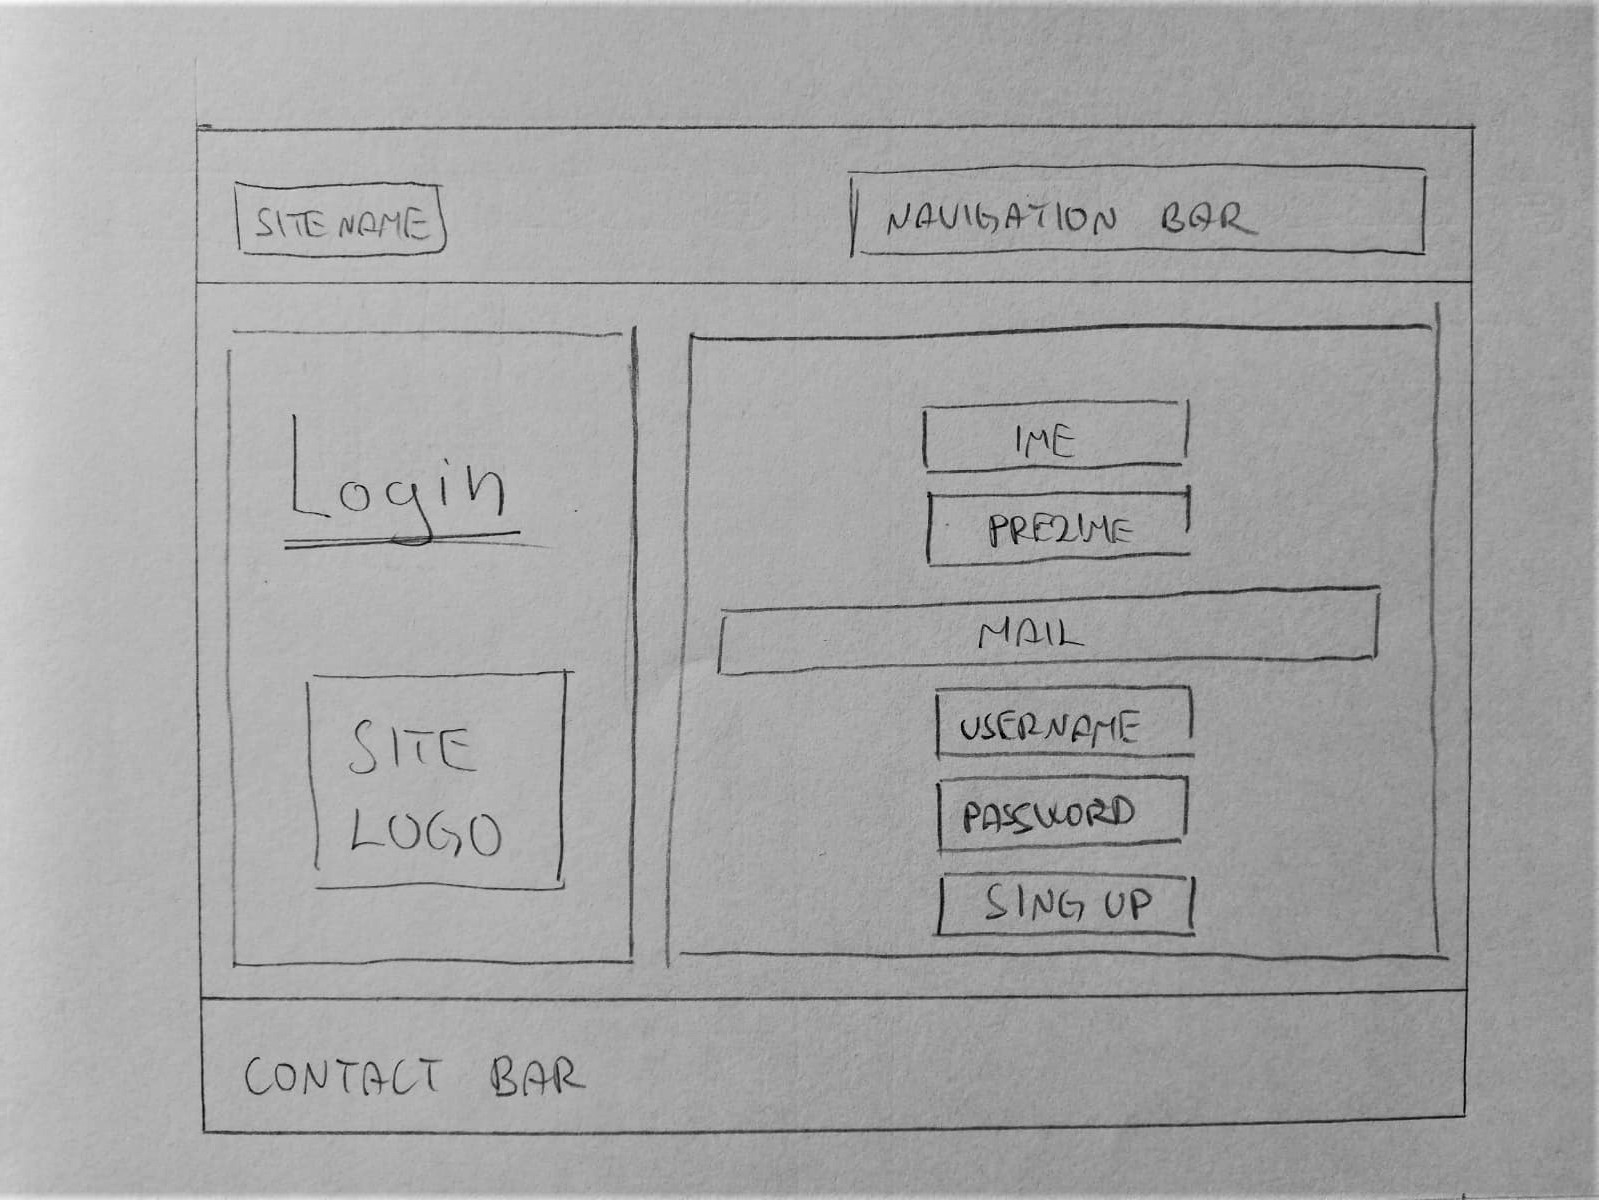 SITE NAME
NAVIGATION BAR
Login
SITE
LOGO
IME
PREZIME
MAIL
USERNAME
PASSWORD
SING UP
CONTACT BAR